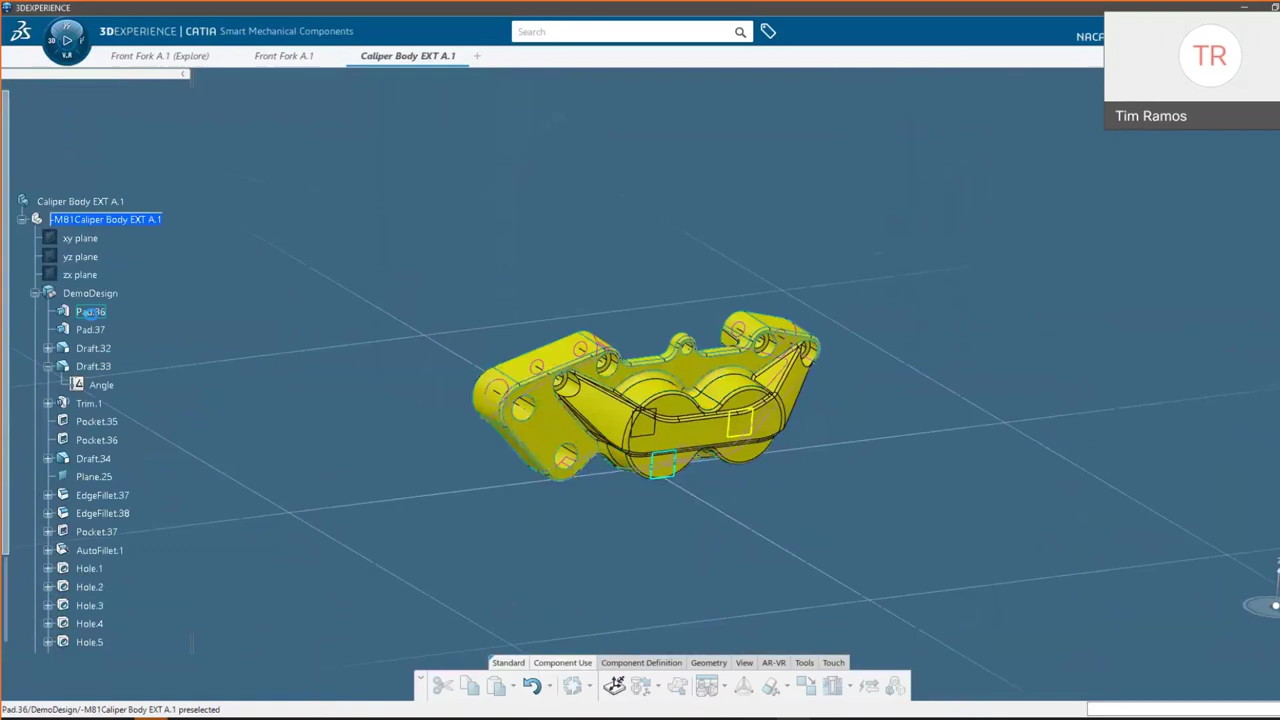 3DEXPERIENCE
3DEXPERIENCE | CATIA Smart Mechanical Components
Search
NACA
3D
V.R
Front Fork A.1 (Explore)
Front Fork A.1
Caliper Body EXT A.1
TR
Tim Ramos
Caliper Body EXT A.1
-M81Caliper Body EXT A.1
xy plane
yz plane
zx plane
DemoDesign
Pad.36
Pad.37
Draft.32
Draft.33
Angle
Trim.1
Pocket.35
Pocket.36
Draft.34
Plane.25
EdgeFillet.37
EdgeFillet.38
Pocket.37
AutoFillet.1
Hole.1
Hole.2
Hole.3
Hole.4
Hole.5
Standard Component Use Component Definition Geometry View AR-VR Tools Touch
Pad.36/DemoDesign/-M81Caliper Body EXT A.1 preselected